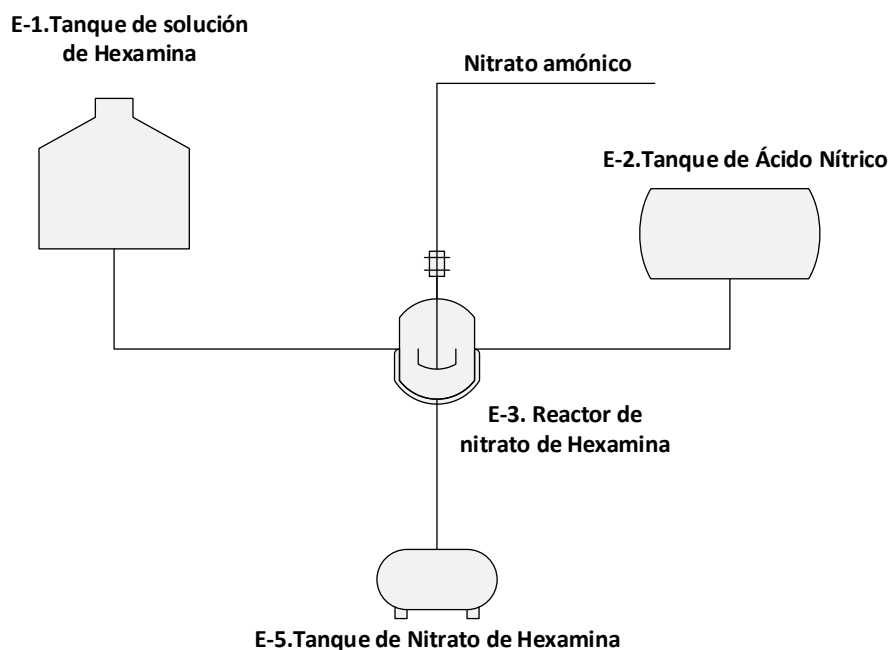 E-1.Tanque de solución
de Hexamina
Nitrato amónico
E-2.Tanque de Ácido Nítrico
E-3. Reactor de
nitrato de Hexamina
E-5.Tanque de Nitrato de Hexamina